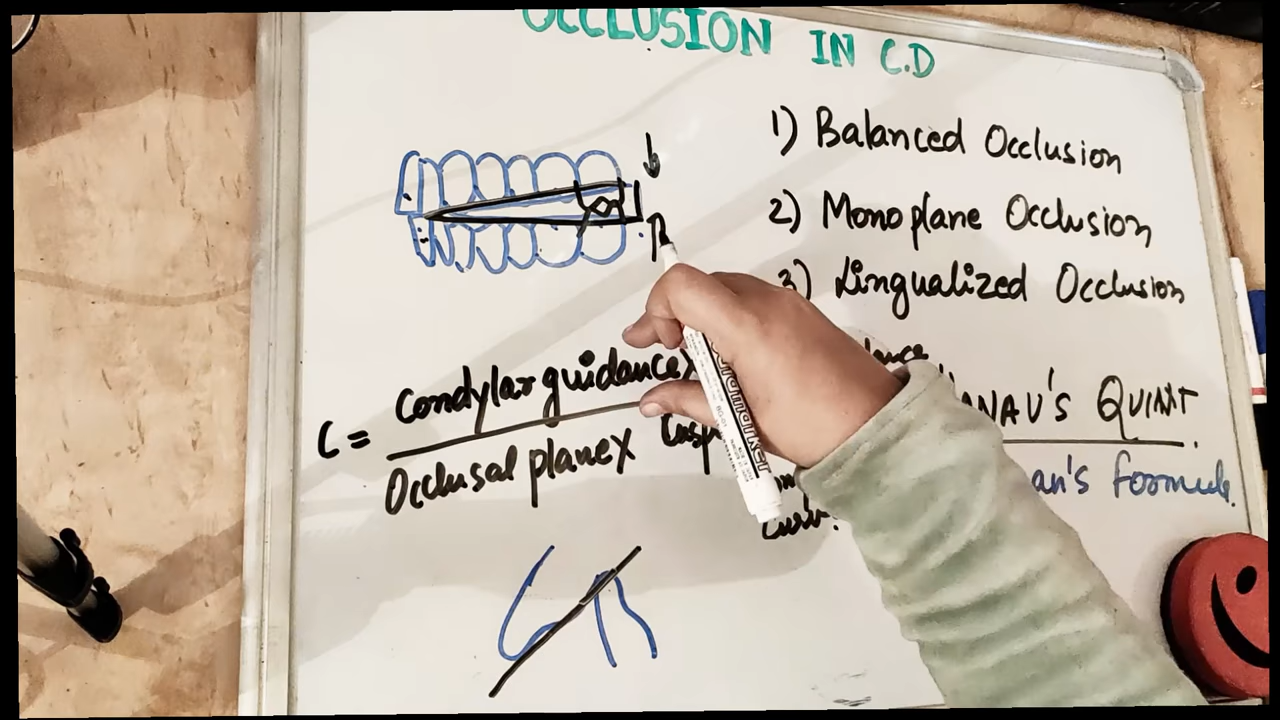 OCCLUSION IN C.D
1) Balanced Occlusion
2) Monoplane Occlusion
3) Lingualized Occlusion
C = Condylar guidance X
Occlusal plane X
QUINT
an's formula.